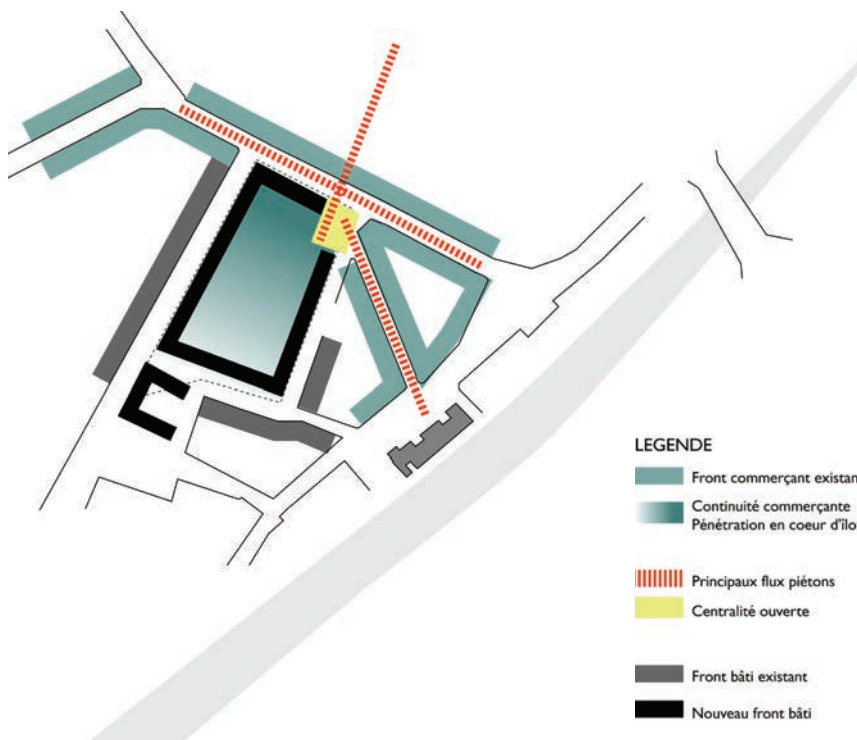 LEGENDE
Front commerçant existan
Continuité commerçante
Pénétration en coeur d'îlo
Principaux flux piétons
Centralité ouverte
Front bâti existant
Nouveau front bâti